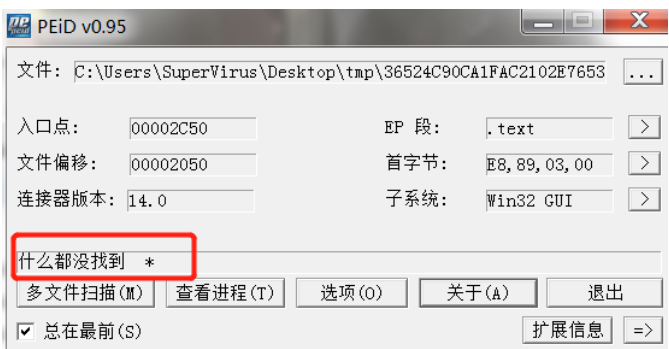 PEiD v0.95
文件: C:\Users\SuperVirus\Desktop\tmp\36524C90CA1FAC2102E7653 ...
入口点: 00002C50 EP 段: .text >
文件偏移: 00002050 首字节: E8,89,03,00 >
连接器版本: 14.0 子系统: Win32 GUI >
什么都没找到 *
多文件扫描(M) 查看进程(T) 选项(O) 关于(A) 退出
总在最前(S) 扩展信息 =>